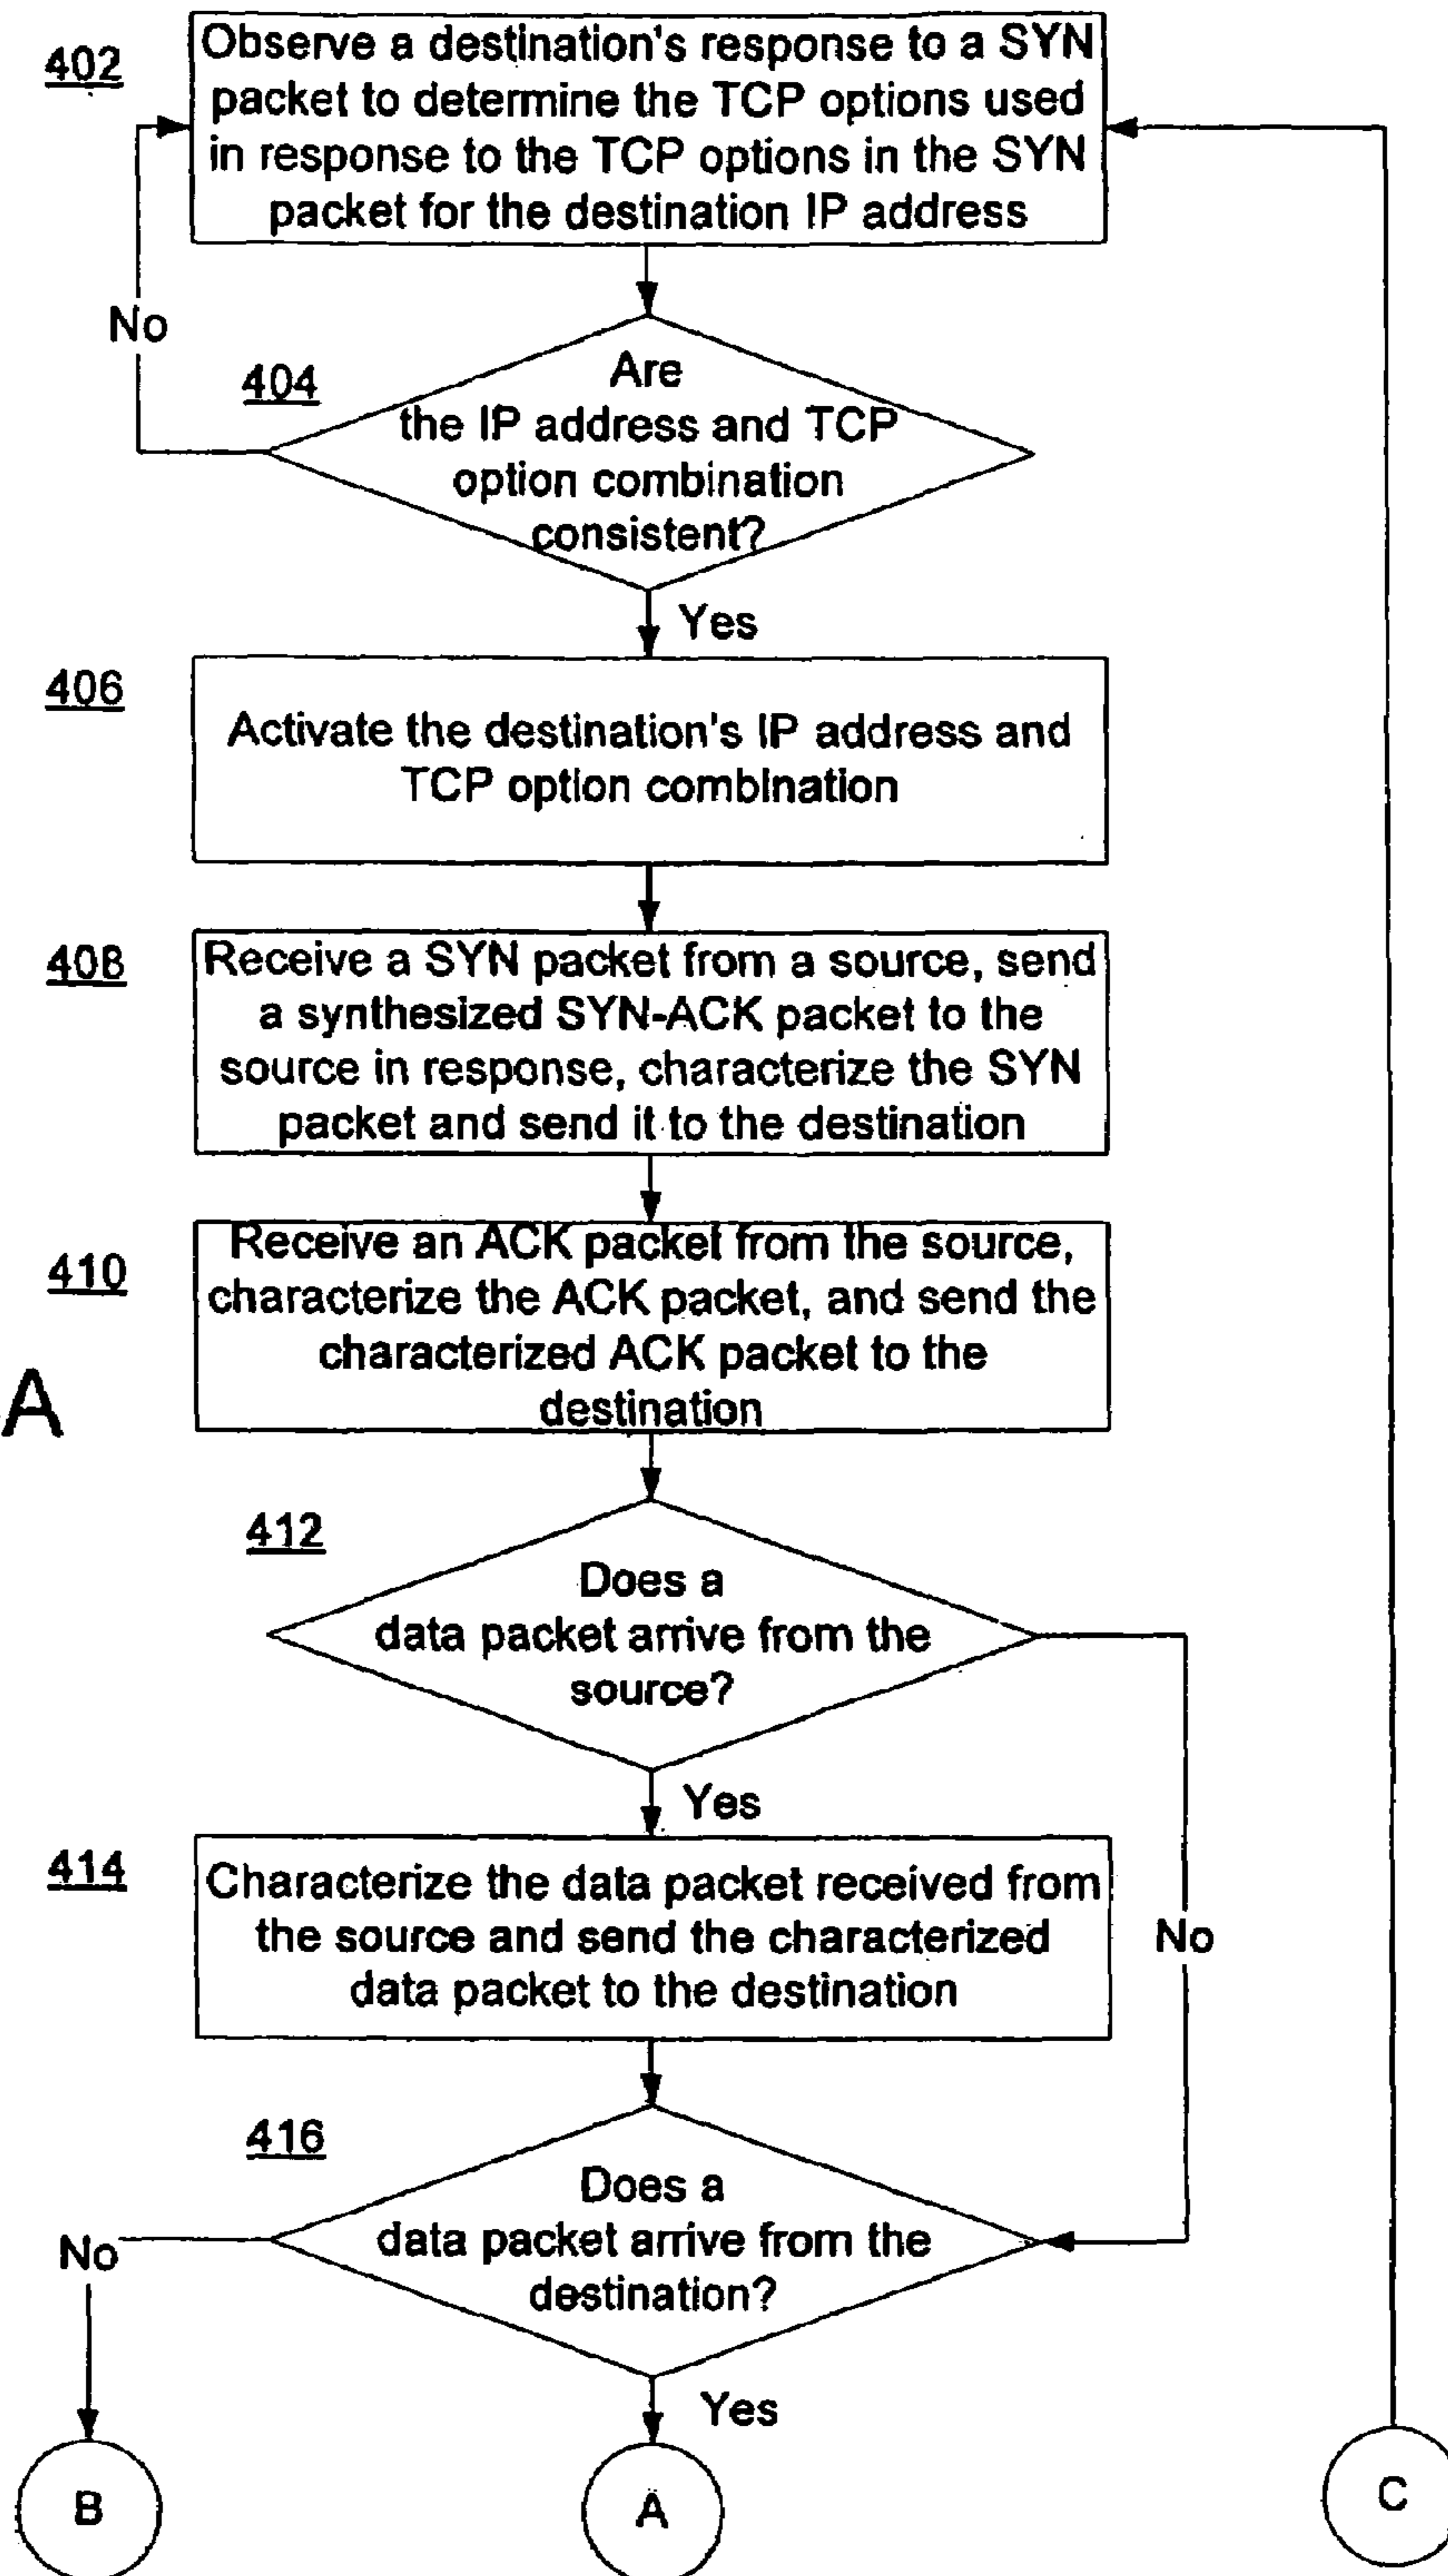 402
Observe a destination's response to a SYN
packet to determine the TCP options used
in response to the TCP options in the SYN
packet for the destination IP address
No
404
Are
the IP address and TCP
option combination
consistent?
Yes
406
Activate the destination's IP address and
TCP option combination
408
Receive a SYN packet from a source, send
a synthesized SYN-ACK packet to the
source in response, characterize the SYN
packet and send it to the destination
410
Receive an ACK packet from the source,
characterize the ACK packet, and send the
characterized ACK packet to the
destination
A
412
Does a
data packet arrive from the
source?
Yes
414
Characterize the data packet received from
the source and send the characterized
data packet to the destination
No
416
Does a
data packet arrive from the
destination?
No
Yes
B
A
C